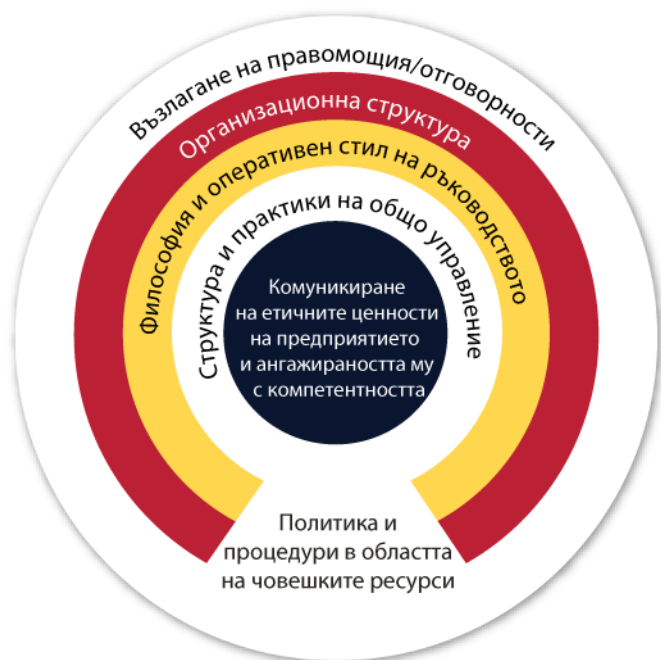 Възлагане на правомощия/отговорности
Организационна структура
Философия и оперативен стил на ръководството
Структура и практики на общо управление
Комуникиране
на етичните ценности
на предприятието
и ангажираността му
с компетентността
Политика и
процедури в областта
на човешките ресурси